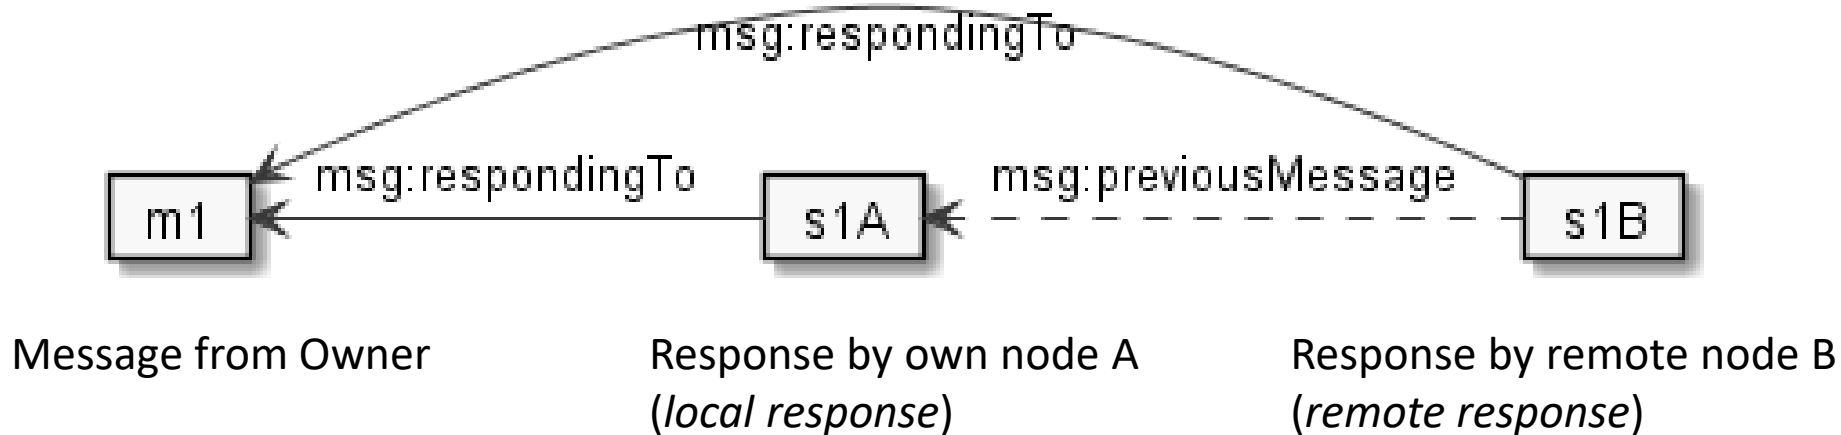 msg:respondingTo
msg:respondingTo
msg:previousMessage
m1
s1A
s1B
Message from Owner
Response by own node A
(local response)
Response by remote node B
(remote response)